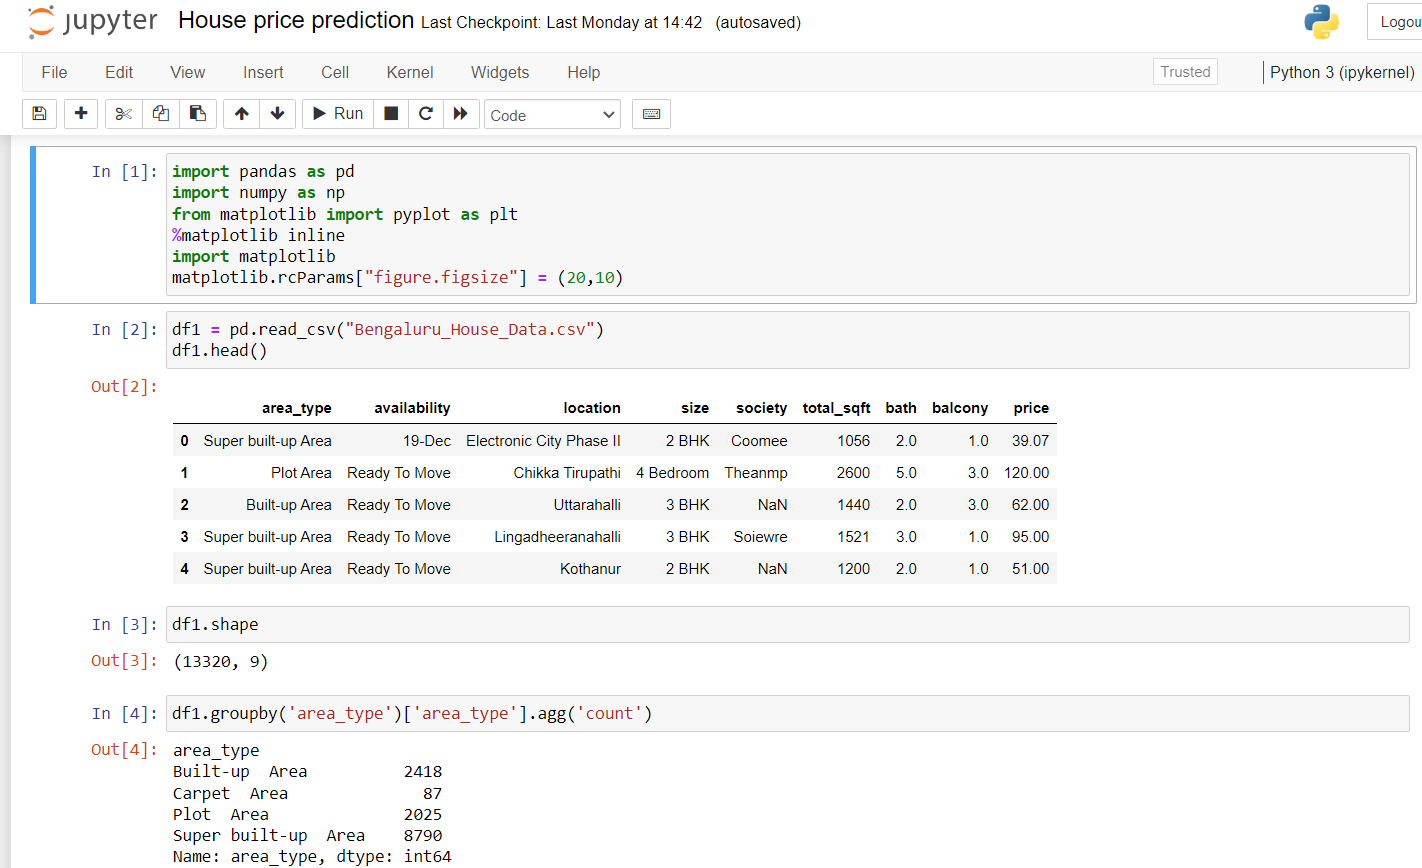 jupyter House price prediction Last Checkpoint: Last Monday at 14:42 (autosaved)
Logou
File Edit View Insert Cell Kernel Widgets Help
Trusted Python 3 (ipykernel)
Run Code
In [1]: import pandas as pd
import numpy as np
from matplotlib import pyplot as plt
%matplotlib inline
import matplotlib
matplotlib.rcParams["figure.figsize"] = (20,10)
In [2]: df1 = pd.read_csv("Bengaluru_House_Data.csv")
df1.head()
Out[2]:
area_type availability location size society total_sqft bath balcony price
0 Super built-up Area 19-Dec Electronic City Phase II 2 BHK Coomee 1056 2.0 1.0 39.07
1 Plot Area Ready To Move Chikka Tirupathi 4 Bedroom Theanmp 2600 5.0 3.0 120.00
2 Built-up Area Ready To Move Uttarahalli 3 BHK NaN 1440 2.0 3.0 62.00
3 Super built-up Area Ready To Move Lingadheeranahalli 3 BHK Soiewre 1521 3.0 1.0 95.00
4 Super built-up Area Ready To Move Kothanur 2 BHK NaN 1200 2.0 1.0 51.00
In [3]: df1.shape
Out[3]: (13320, 9)
In [4]: df1.groupby('area_type')['area_type'].agg('count')
Out[4]: area_type
Built-up  Area          2418
Carpet  Area              87
Plot  Area              2025
Super built-up  Area    8790
Name: area_type, dtype: int64